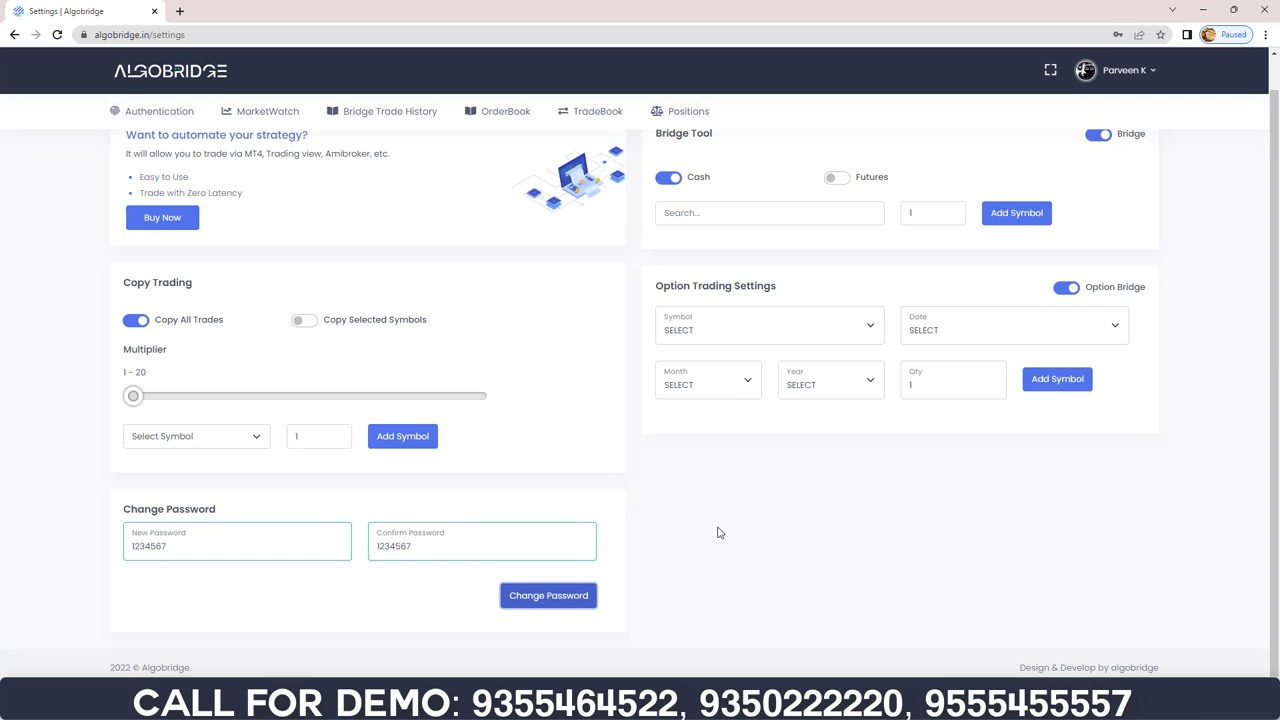 Settings | Algobridge
algobridge.in/settings
Paused
ALGOBRIDGE
Parveen K
Authentication
MarketWatch
Bridge Trade History
OrderBook
TradeBook
Positions
Want to automate your strategy?
It will allow you to trade via MT4, Trading view, Amibroker, etc.
Easy to Use
Trade with Zero Latency
Buy Now
Bridge Tool
Bridge
Cash
Futures
Search...
1
Add Symbol
Copy Trading
Copy All Trades
Copy Selected Symbols
Multiplier
1 - 20
Select Symbol
1
Add Symbol
Option Trading Settings
Option Bridge
Symbol
SELECT
Date
SELECT
Month
SELECT
Year
SELECT
Qty
1
Add Symbol
Change Password
New Password
1234567
Confirm Password
1234567
Change Password
2022 © Algobridge.
Design & Develop by algobridge
CALL FOR DEMO: 9355464522, 9350222220, 9555455557